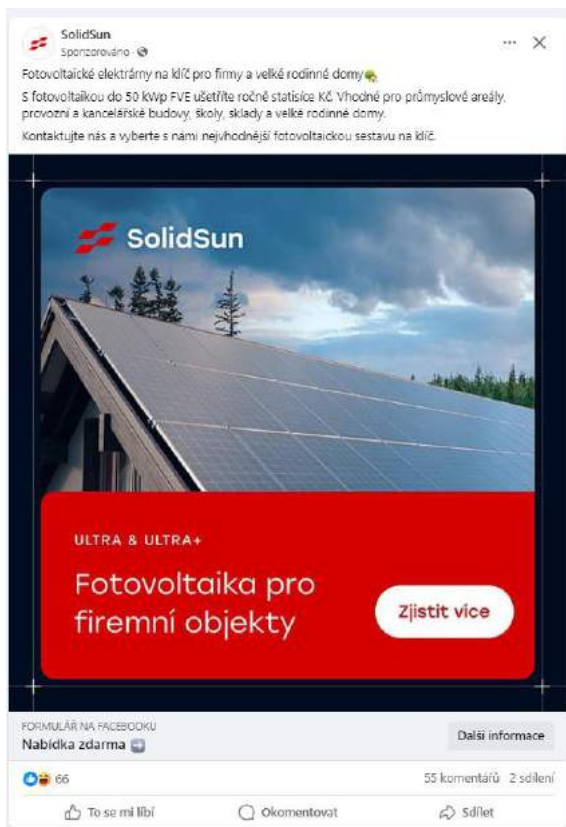 SolidSun
Sponzorováno ·
Fotovoltaické elektrárny na klíč pro firmy a velké rodinné domy
S fotovoltaikou do 50 kWp FVE ušetříte ročně statisíce Kč. Vhodné pro průmyslové areály,
provozní a kancelářské budovy, školy, sklady a velké rodinné domy.
Kontaktujte nás a vyberte s námi nejvhodnější fotovoltaickou sestavu na klíč.
SolidSun
ULTRA & ULTRA+
Fotovoltaika pro
firemní objekty
Zjistit více
FORMULÁŘ NA FACEBOOKU
Nabídka zdarma
Další informace
66
55 komentářů 2 sdílení
To se mi líbí
Okomentovat
Sdílet